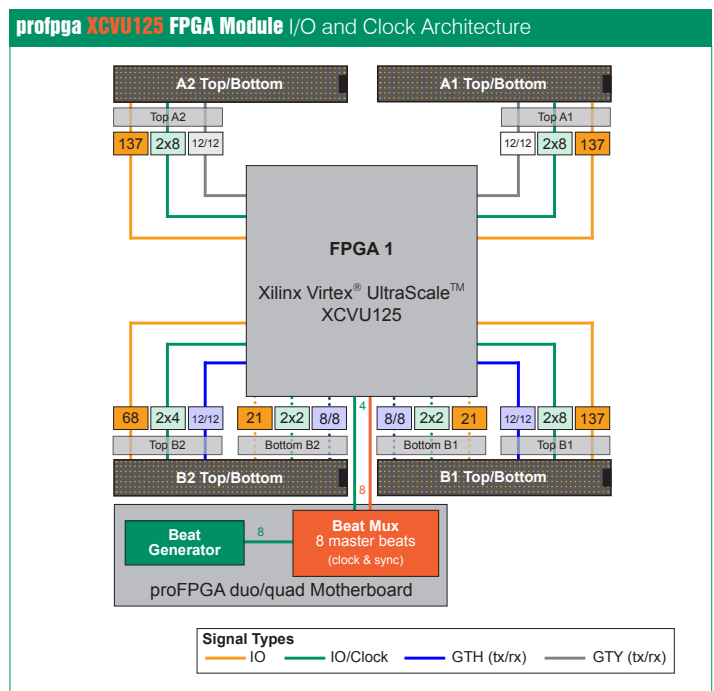 profpga XCVU125 FPGA Module I/O and Clock Architecture
A2 Top/Bottom
A1 Top/Bottom
Top A2
Top A1
137 2x8 12/12
12/12 2x8 137
FPGA 1
Xilinx Virtex® UltraScale™
XCVU125
68 2x4 12/12 21 2x2 8/8
4
8/8 2x2 21 12/12 2x8 137
Top B2
Bottom B2
Bottom B1
Top B1
B2 Top/Bottom
B1 Top/Bottom
8
Beat
Generator
8
Beat Mux
8 master beats
(clock & sync)
proFPGA duo/quad Motherboard
Signal Types
IO
IO/Clock
GTH (tx/rx)
GTY (tx/rx)